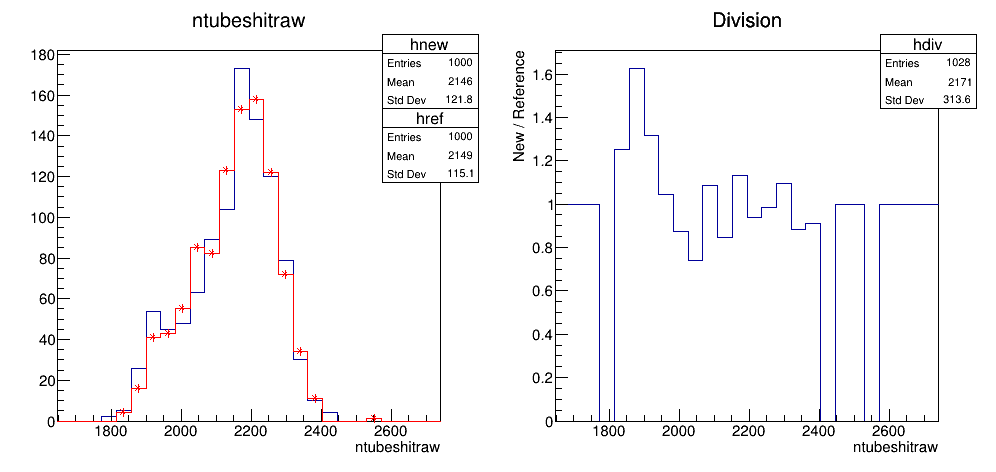 ntubeshitraw
hnew
Entries 1000
Mean 2146
Std Dev 121.8
href
Entries 1000
Mean 2149
Std Dev 115.1
180
160
140
120
100
80
60
40
20
0
1800 2000 2200 2400 2600
ntubeshitraw
Division
hdiv
Entries 1028
Mean 2171
Std Dev 313.6
New / Reference
1.6
1.4
1.2
1
0.8
0.6
0.4
0.2
0
1800 2000 2200 2400 2600
ntubeshitraw